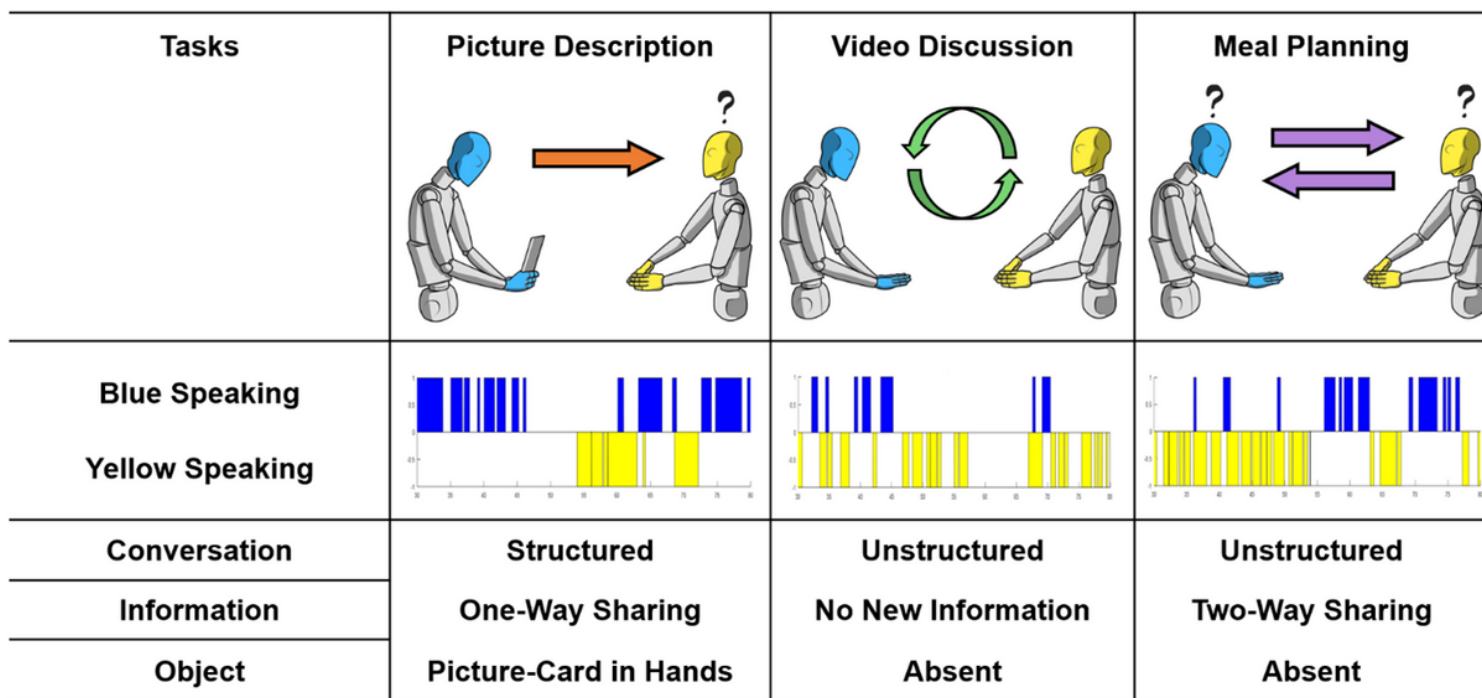 Tasks
Picture Description
Video Discussion
Meal Planning
?
?
?
Blue Speaking
Yellow Speaking
Conversation
Structured
Unstructured
Unstructured
Information
One-Way Sharing
No New Information
Two-Way Sharing
Object
Picture-Card in Hands
Absent
Absent